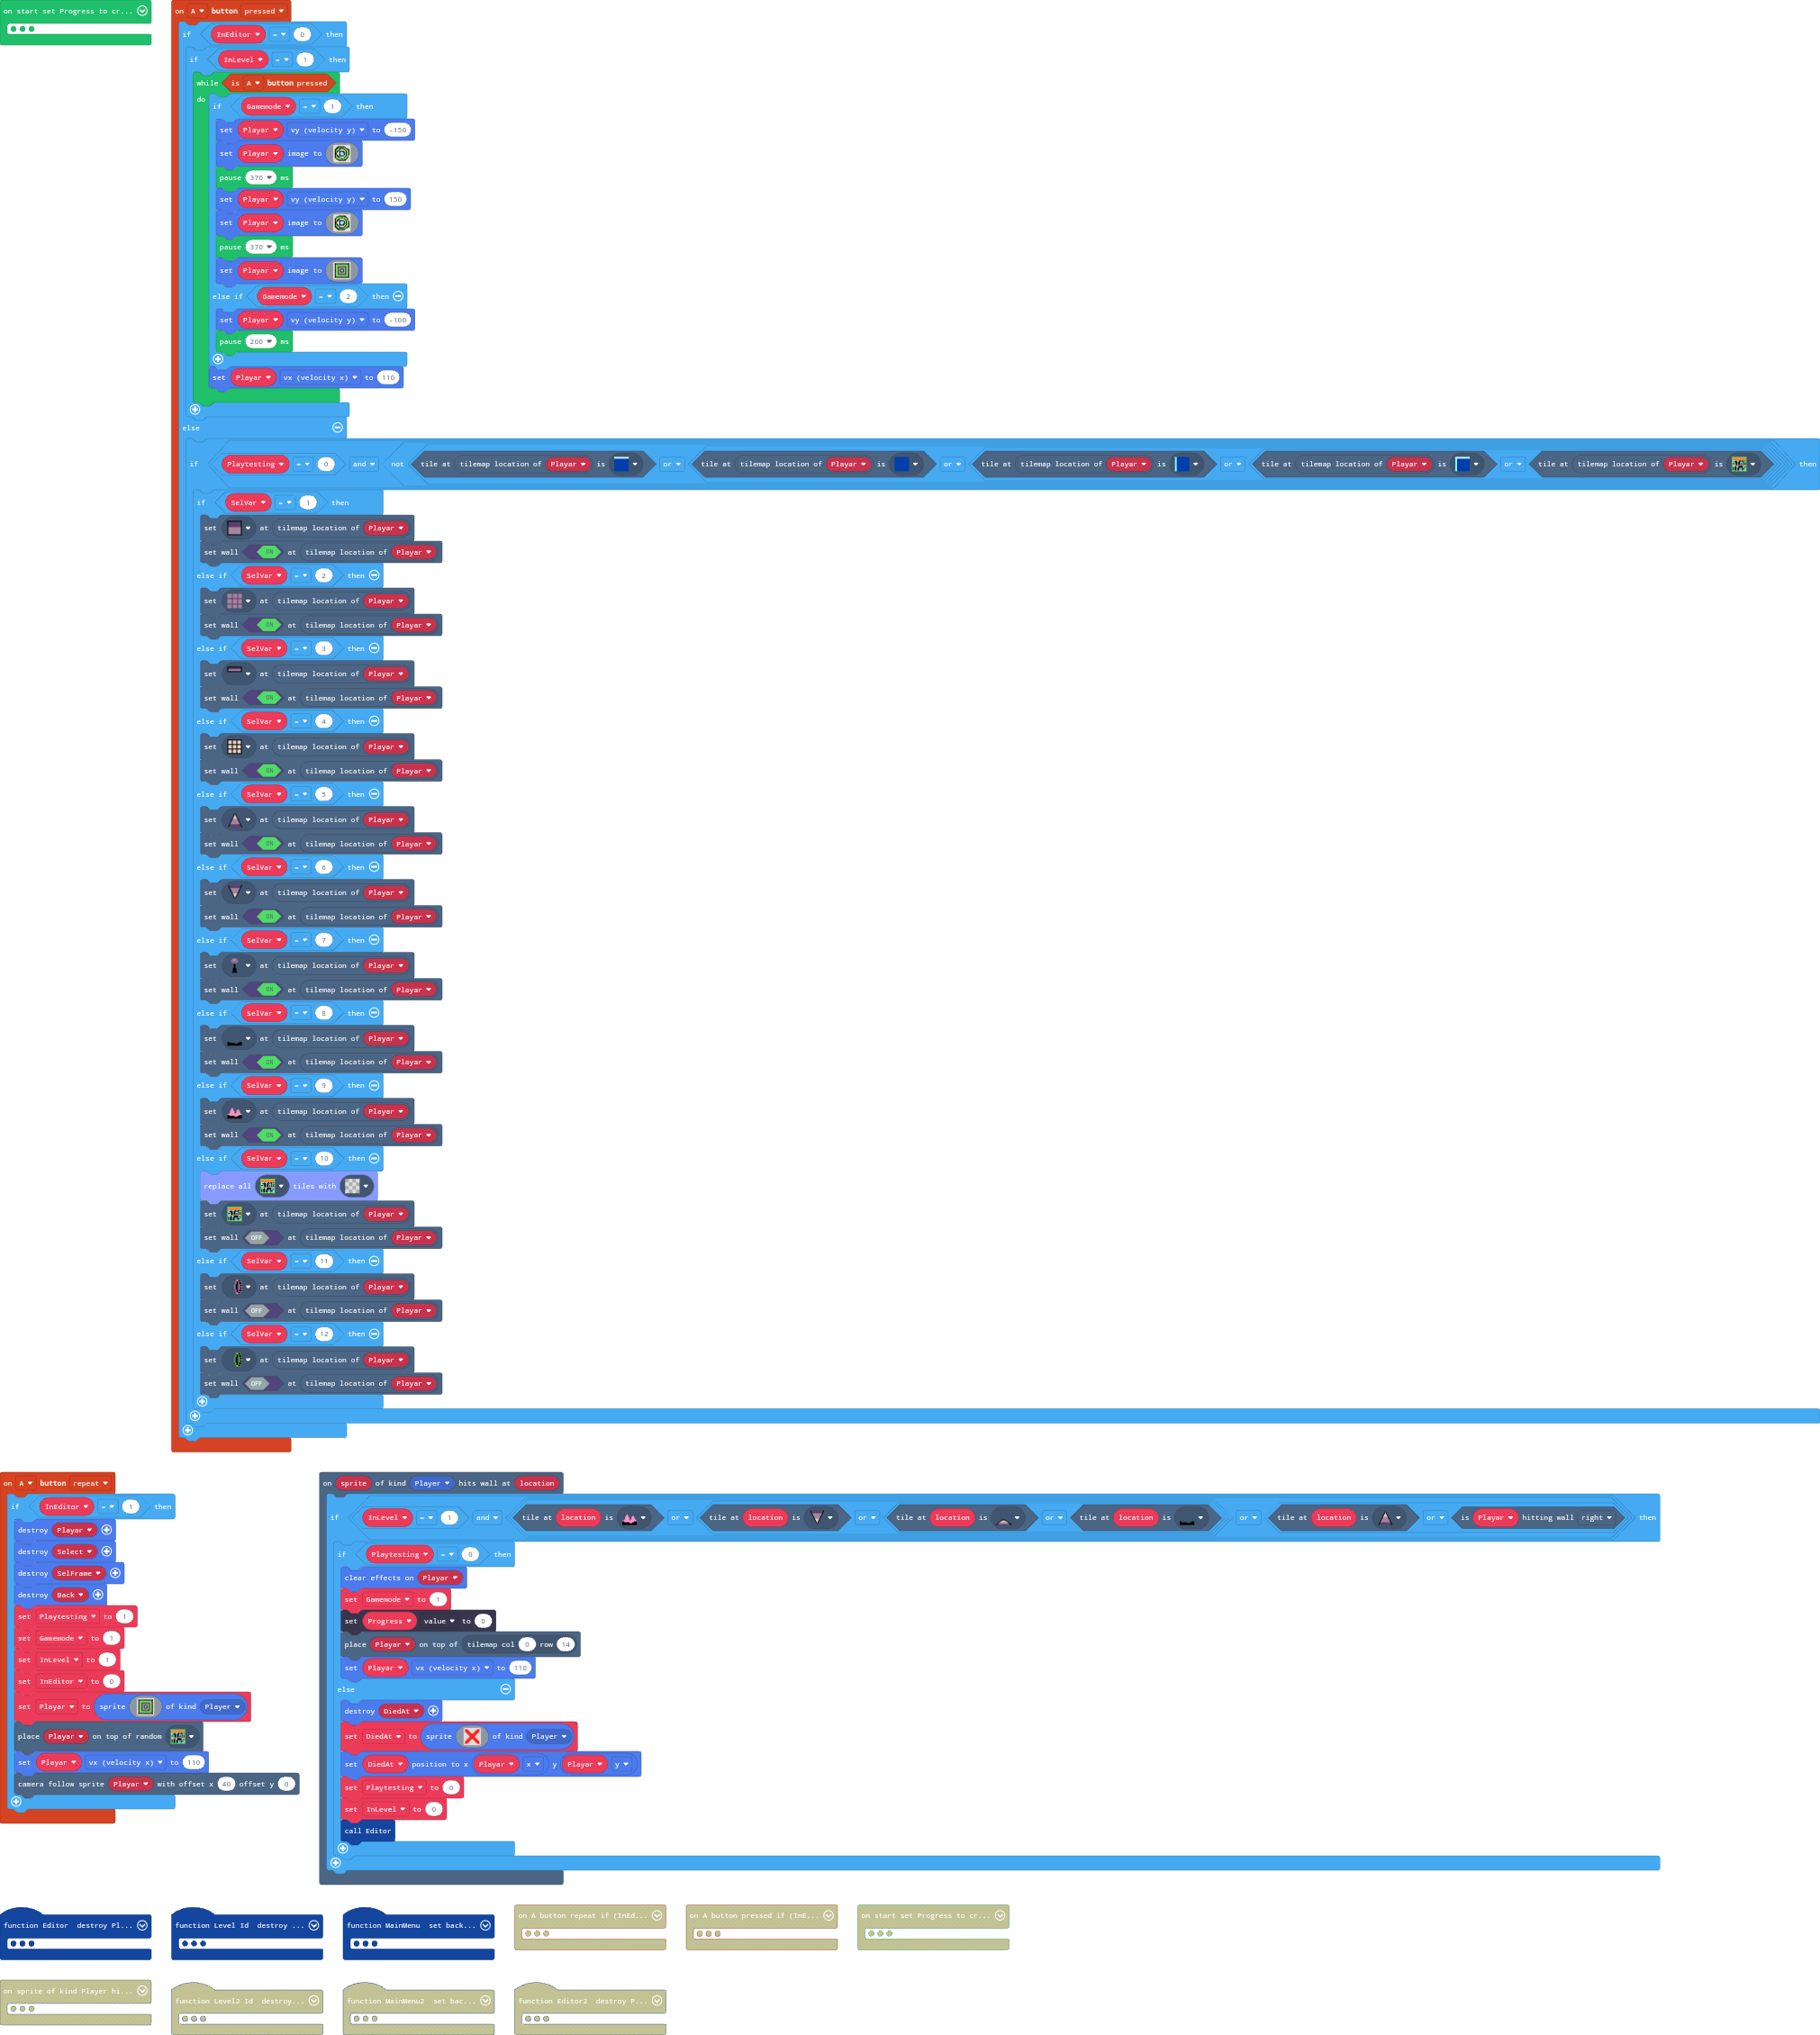 on start set Progress to cr...
on A button pressed
if InEditor = 0 then
if InLevel = 1 then
while is A button pressed
do if Gamemode = 1 then
set Playar vy (velocity y) to -150
set Playar image to
pause 370 ms
set Playar vy (velocity y) to 150
set Playar image to
pause 370 ms
set Playar image to
else if Gamemode = 2 then
set Playar vy (velocity y) to -100
pause 200 ms
set Playar vx (velocity x) to 110
else
if Playtesting = 0 and not tile at tilemap location of Playar is or tile at tilemap location of Playar is or tile at tilemap location of Playar is or tile at tilemap location of Playar is or tile at tilemap location of Playar is then
if SelVar = 1 then
set at tilemap location of Playar
set wall ON at tilemap location of Playar
else if SelVar = 2 then
set at tilemap location of Playar
set wall ON at tilemap location of Playar
else if SelVar = 3 then
set at tilemap location of Playar
set wall ON at tilemap location of Playar
else if SelVar = 4 then
set at tilemap location of Playar
set wall ON at tilemap location of Playar
else if SelVar = 5 then
set at tilemap location of Playar
set wall ON at tilemap location of Playar
else if SelVar = 6 then
set at tilemap location of Playar
set wall ON at tilemap location of Playar
else if SelVar = 7 then
set at tilemap location of Playar
set wall ON at tilemap location of Playar
else if SelVar = 8 then
set at tilemap location of Playar
set wall ON at tilemap location of Playar
else if SelVar = 9 then
set at tilemap location of Playar
set wall ON at tilemap location of Playar
else if SelVar = 10 then
replace all tiles with
set at tilemap location of Playar
set wall OFF at tilemap location of Playar
else if SelVar = 11 then
set at tilemap location of Playar
set wall OFF at tilemap location of Playar
else if SelVar = 12 then
set at tilemap location of Playar
set wall OFF at tilemap location of Playar
on A button repeat
if InEditor = 1 then
destroy Playar
destroy Select
destroy SelFrame
destroy Back
set Playtesting to 1
set Gamemode to 1
set InLevel to 1
set InEditor to 0
set Playar to sprite of kind Player
place Playar on top of random
set Playar vx (velocity x) to 110
camera follow sprite Playar with offset x 40 offset y 0
on sprite of kind Player hits wall at location
if InLevel = 1 and tile at location is or tile at location is or tile at location is or tile at location is or tile at location is or is Playar hitting wall right then
if Playtesting = 0 then
clear effects on Playar
set Gamemode to 1
set Progress value to 0
place Playar on top of tilemap col 0 row 14
set Playar vx (velocity x) to 110
else
destroy DiedAt
set DiedAt to sprite of kind Player
set DiedAt position to x Playar x y Playar y
set Playtesting to 0
set InLevel to 0
call Editor
function Editor destroy Pl...
function Level Id destroy ...
function MainMenu set back...
on A button repeat if (InEd...
on A button pressed if (InE...
on start set Progress to cr...
on sprite of kind Player hi...
function Level2 Id destroy...
function MainMenu2 set bac...
function Editor2 destroy P...